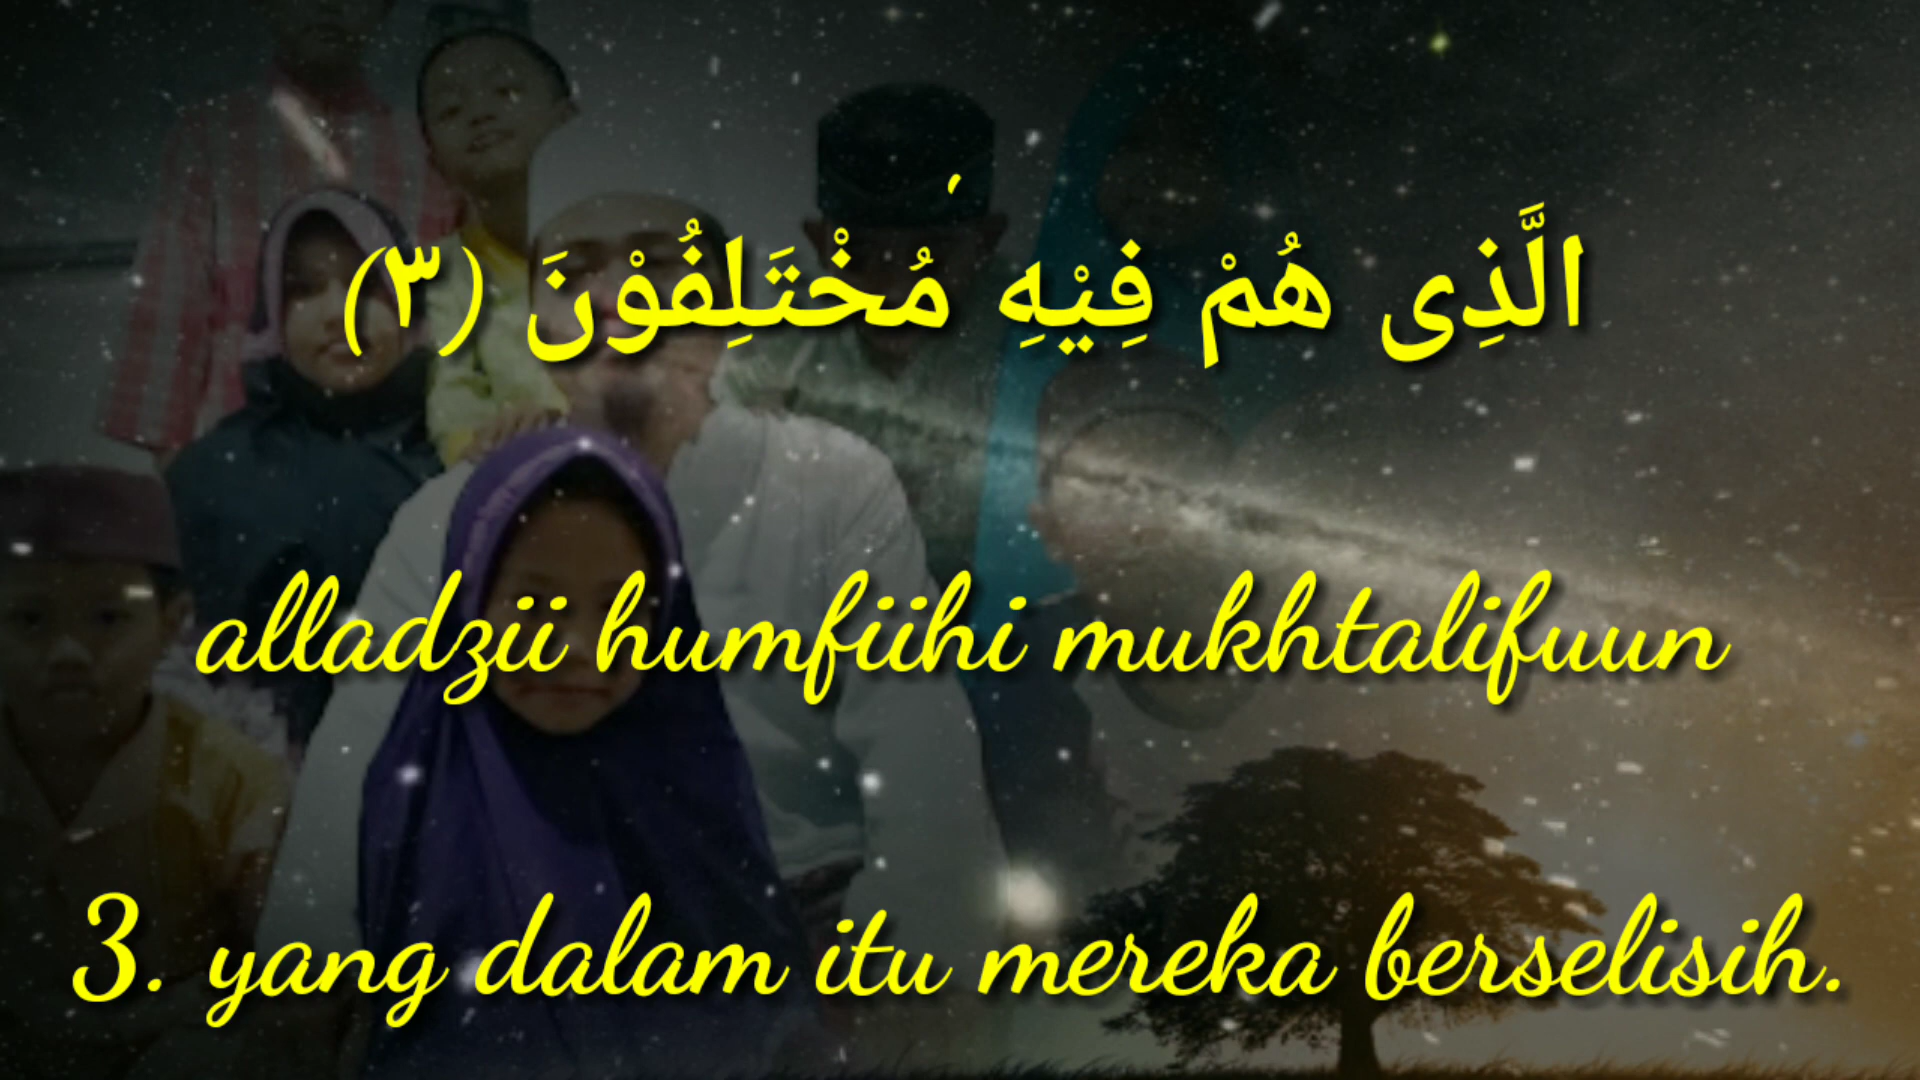 الَّذِى هُمْ فِيْهِ مُخْتَلِفُوْنَ (٣)
alladzii humfiihi mukhtalifuun
3. yang dalam itu mereka berselisih.